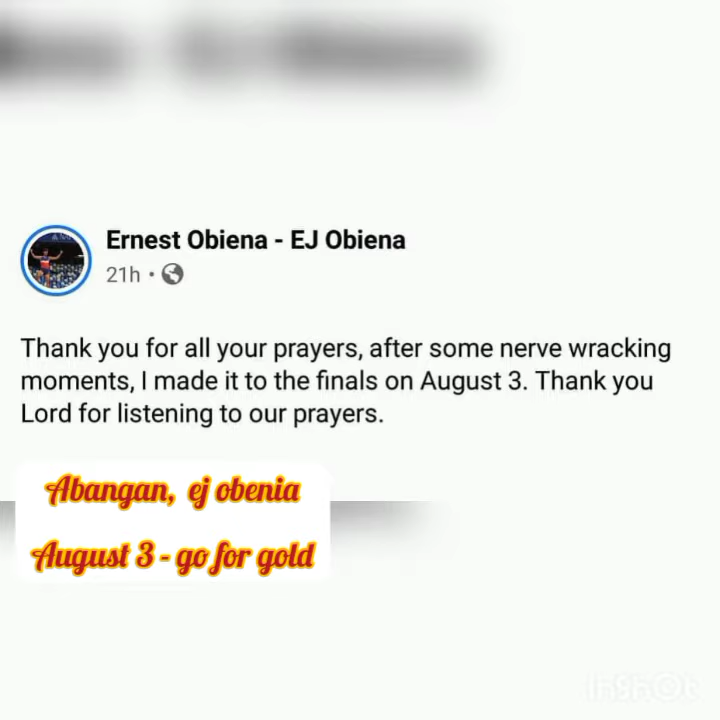 Ernest Obiena - EJ Obiena
21h •
Thank you for all your prayers, after some nerve wracking
moments, I made it to the finals on August 3. Thank you
Lord for listening to our prayers.
Abangan, ej obenia
August 3 - go for gold